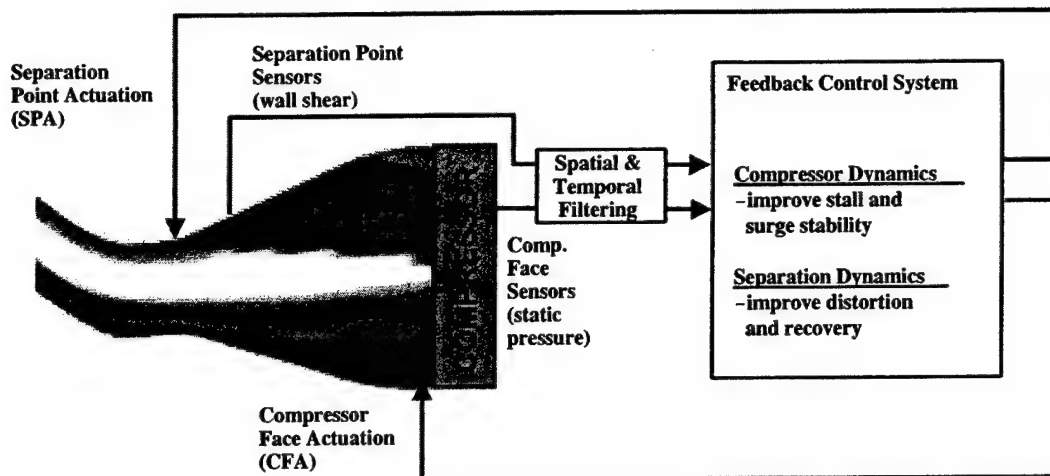 Separation
Point Actuation
(SPA)
Separation Point
Sensors
(wall shear)
Spatial &
Temporal
Filtering
Feedback Control System
Compressor Dynamics
–improve stall and
surge stability
Separation Dynamics
–improve distortion
and recovery
Comp.
Face
Sensors
(static
pressure)
Compressor
Face Actuation
(CFA)